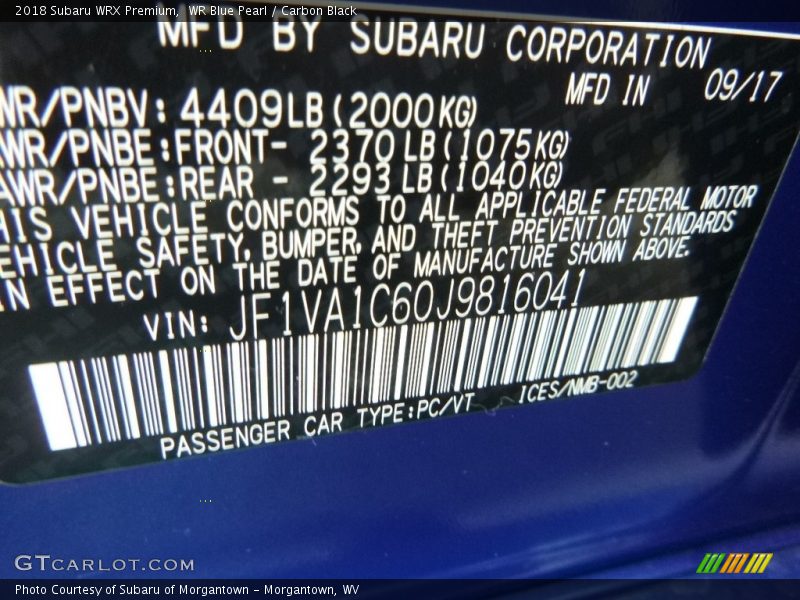 2018 Subaru WRX Premium,  WR Blue Pearl / Carbon Black
MFD BY SUBARU CORPORATION
MFD IN 09/17
WR/PNBV: 4409LB (2000KG)
WR/PNBE:FRONT- 2370 LB (1075KG)
AWR/PNBE:REAR - 2293 LB (1040KG)
HIS VEHICLE CONFORMS TO ALL APPLICABLE FEDERAL MOTOR
EHICLE SAFETY, BUMPER, AND THEFT PREVENTION STANDARDS
IN EFFECT ON THE DATE OF MANUFACTURE SHOWN ABOVE.
VIN: JF1VA1C60J9816041
PASSENGER CAR TYPE:PC/VT ICES/NMB-002
GTCARLOT.COM
Photo Courtesy of Subaru of Morgantown - Morgantown, WV